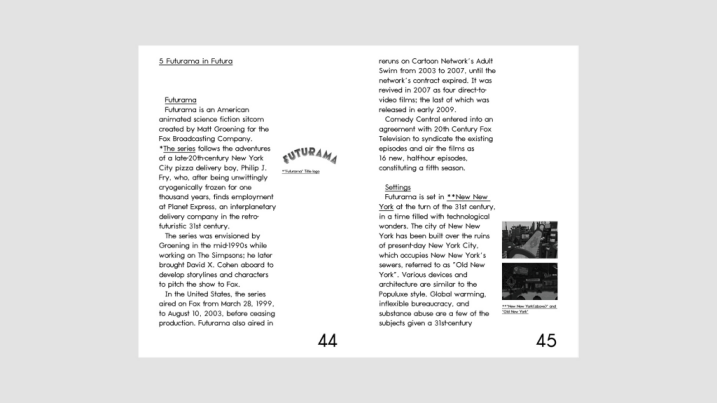 5 Futurama in Futura
Futurama
Futurama is an American
animated science fiction sitcom
created by Matt Groening for the
Fox Broadcasting Company.
*The series follows the adventures
of a late-20th-century New York
City pizza delivery boy, Philip J.
Fry, who, after being unwittingly
cryogenically frozen for one
thousand years, finds employment
at Planet Express, an interplanetary
delivery company in the retro-
futuristic 31st century.
The series was envisioned by
Groening in the mid-1990s while
working on The Simpsons; he later
brought David X. Cohen aboard to
develop storylines and characters
to pitch the show to Fox.
In the United States, the series
aired on Fox from March 28, 1999,
to August 10, 2003, before ceasing
production. Futurama also aired in
FUTURAMA
*"Futurama" Title logo
44
reruns on Cartoon Network's Adult
Swim from 2003 to 2007, until the
network's contract expired. It was
revived in 2007 as four direct-to-
video films; the last of which was
released in early 2009.
Comedy Central entered into an
agreement with 20th Century Fox
Television to syndicate the existing
episodes and air the films as
16 new, half-hour episodes,
constituting a fifth season.
Settings
Futurama is set in **New New
York at the turn of the 31st century,
in a time filled with technological
wonders. The city of New New
York has been built over the ruins
of present-day New York City,
which occupies New New York's
sewers, referred to as "Old New
York". Various devices and
architecture are similar to the
Populuxe style. Global warming,
inflexible bureaucracy, and
substance abuse are a few of the
subjects given a 31st-century
**"New New York"(above)" and
"Old New York"
45